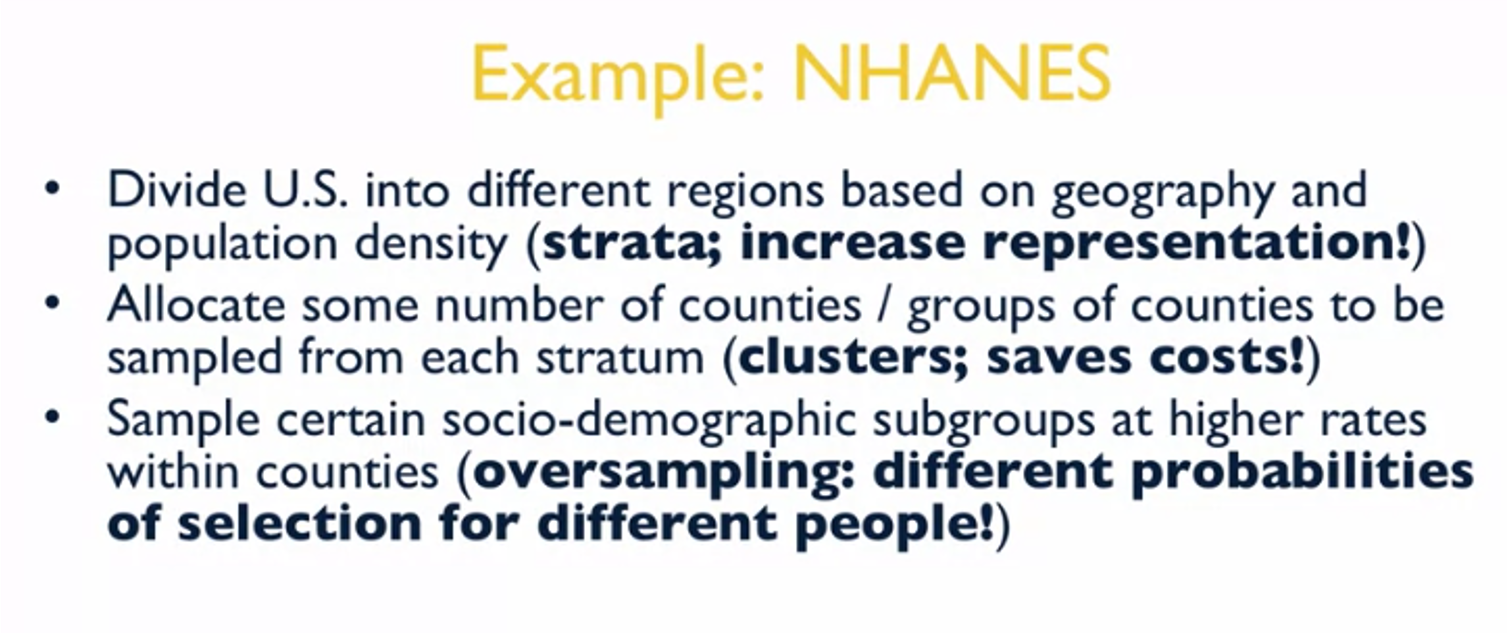 Example: NHANES
• Divide U.S. into different regions based on geography and
population density (strata; increase representation!)
• Allocate some number of counties / groups of counties to be
sampled from each stratum (clusters; saves costs!)
• Sample certain socio-demographic subgroups at higher rates
within counties (oversampling: different probabilities
of selection for different people!)